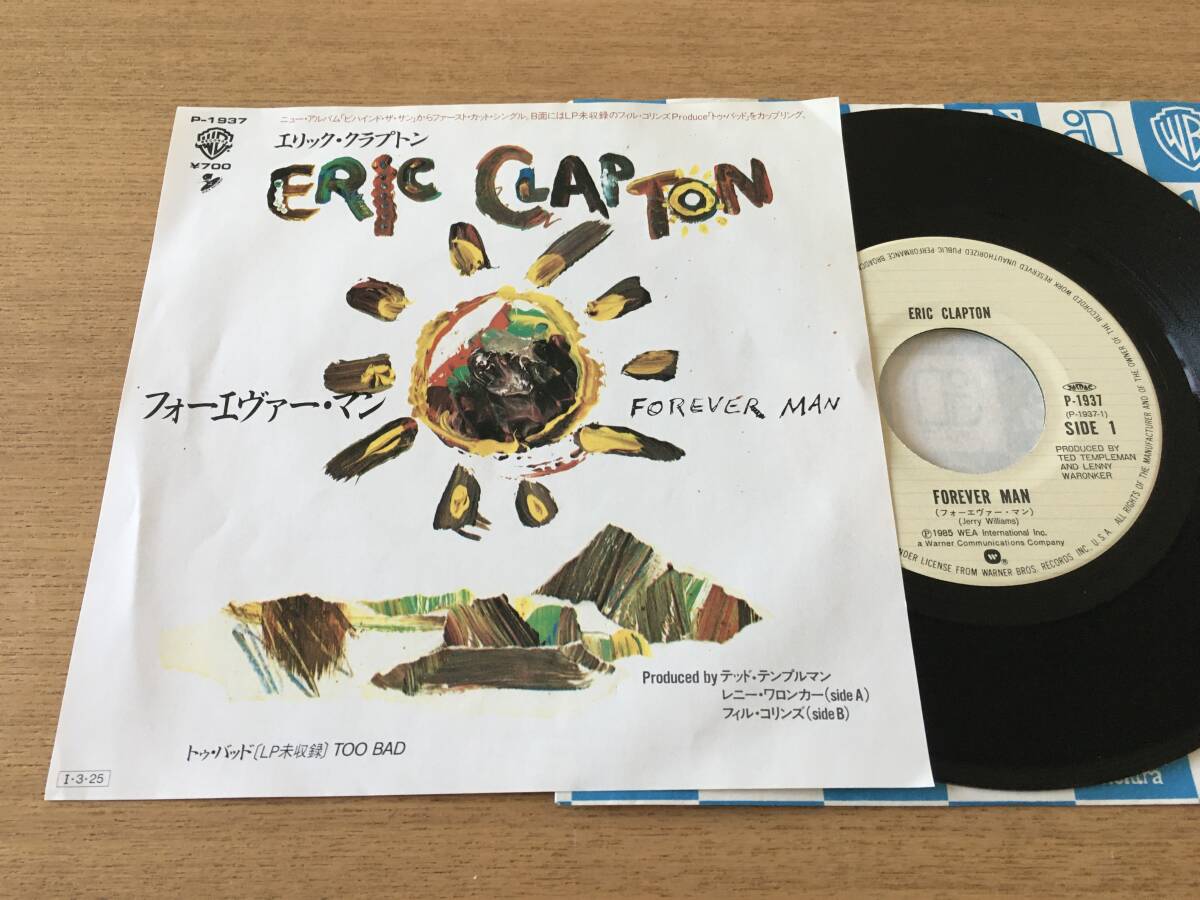 P-1937
¥700
ニュー・アルバム「ビハインド・ザ・サン」からファースト・カット・シングル。B面にはLP未収録のフィル・コリンズProduce「トゥ・バッド」をカップリング。
エリック・クラプトン
ERIC CLAPTON
フォーエヴァー・マン
FOREVER MAN
Produced by テッド・テンプルマン
レニー・ワロンカー(side A)
フィル・コリンズ(side B)
トゥ・バッド〔LP未収録〕TOO BAD
I・3・25
WB
ERIC CLAPTON
P-1937
(P-1937-1)
SIDE 1
PRODUCED BY
TED TEMPLEMAN
AND LENNY
WARONKER
FOREVER MAN
(フォーエヴァー・マン)
(Jerry Williams)
Ⓟ1985 WEA International Inc.
a Warner Communications Company
ALL RIGHTS OF THE MANUFACTURER AND OF THE OWNER OF THE RECORDED WORK RESERVED UNAUTHORIZED PUBLIC PERFORMANCE
UNDER LICENSE FROM WARNER BROS. RECORDS INC., U.S.A.